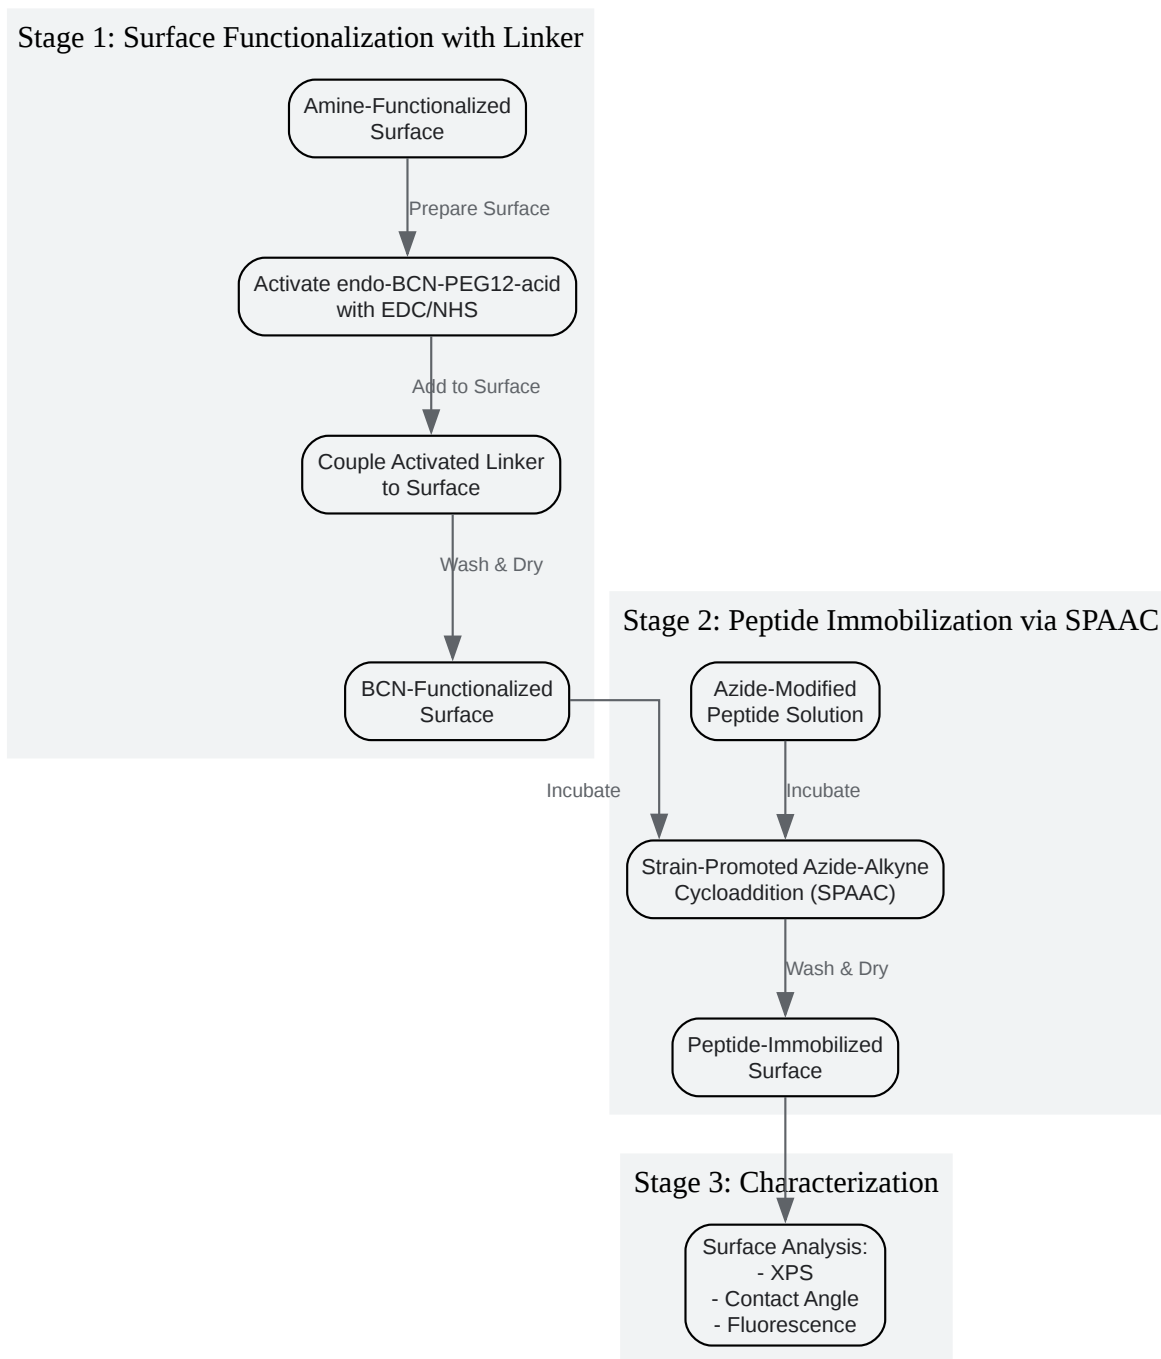 Stage 1: Surface Functionalization with Linker
Amine-Functionalized
Surface
Prepare Surface
Activate endo-BCN-PEG12-acid
with EDC/NHS
Add to Surface
Couple Activated Linker
to Surface
Wash & Dry
BCN-Functionalized
Surface
Stage 2: Peptide Immobilization via SPAAC
Azide-Modified
Peptide Solution
Incubate
Incubate
Strain-Promoted Azide-Alkyne
Cycloaddition (SPAAC)
Wash & Dry
Peptide-Immobilized
Surface
Stage 3: Characterization
Surface Analysis:
- XPS
- Contact Angle
- Fluorescence